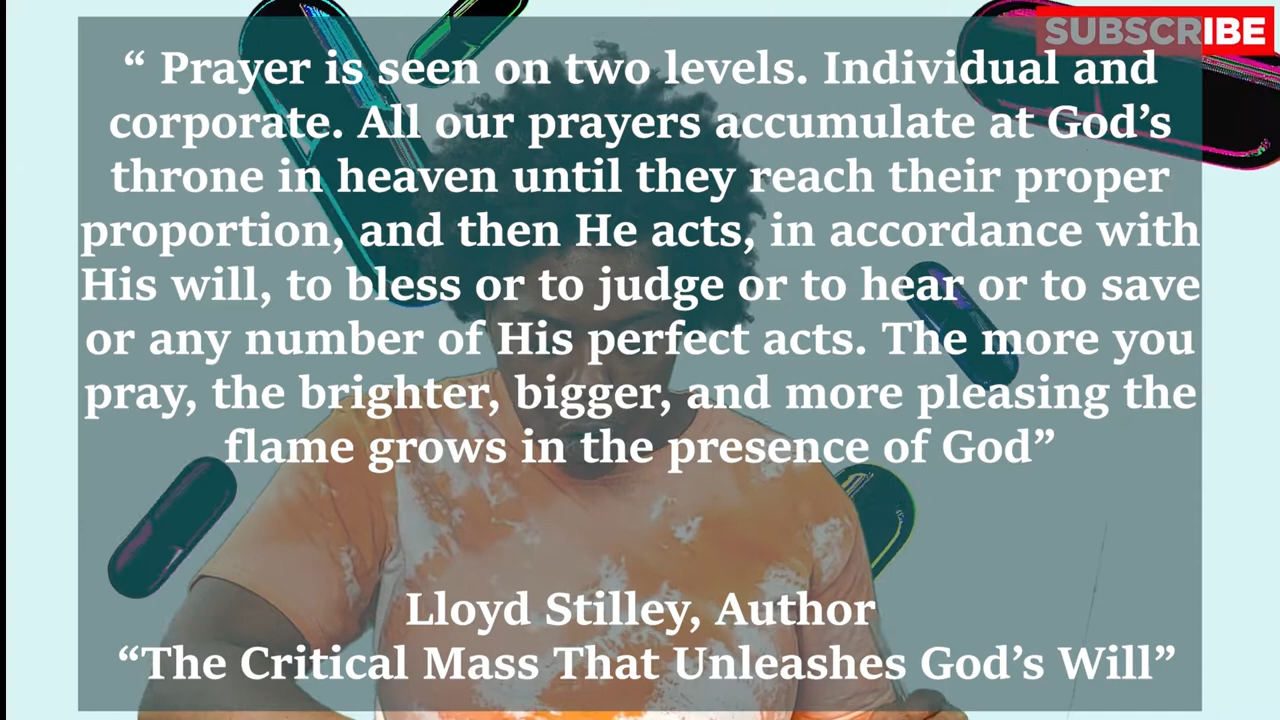 SUBSCRIBE
“ Prayer is seen on two levels. Individual and
corporate. All our prayers accumulate at God’s
throne in heaven until they reach their proper
proportion, and then He acts, in accordance with
His will, to bless or to judge or to hear or to save
or any number of His perfect acts. The more you
pray, the brighter, bigger, and more pleasing the
flame grows in the presence of God”
Lloyd Stilley, Author
“The Critical Mass That Unleashes God’s Will”